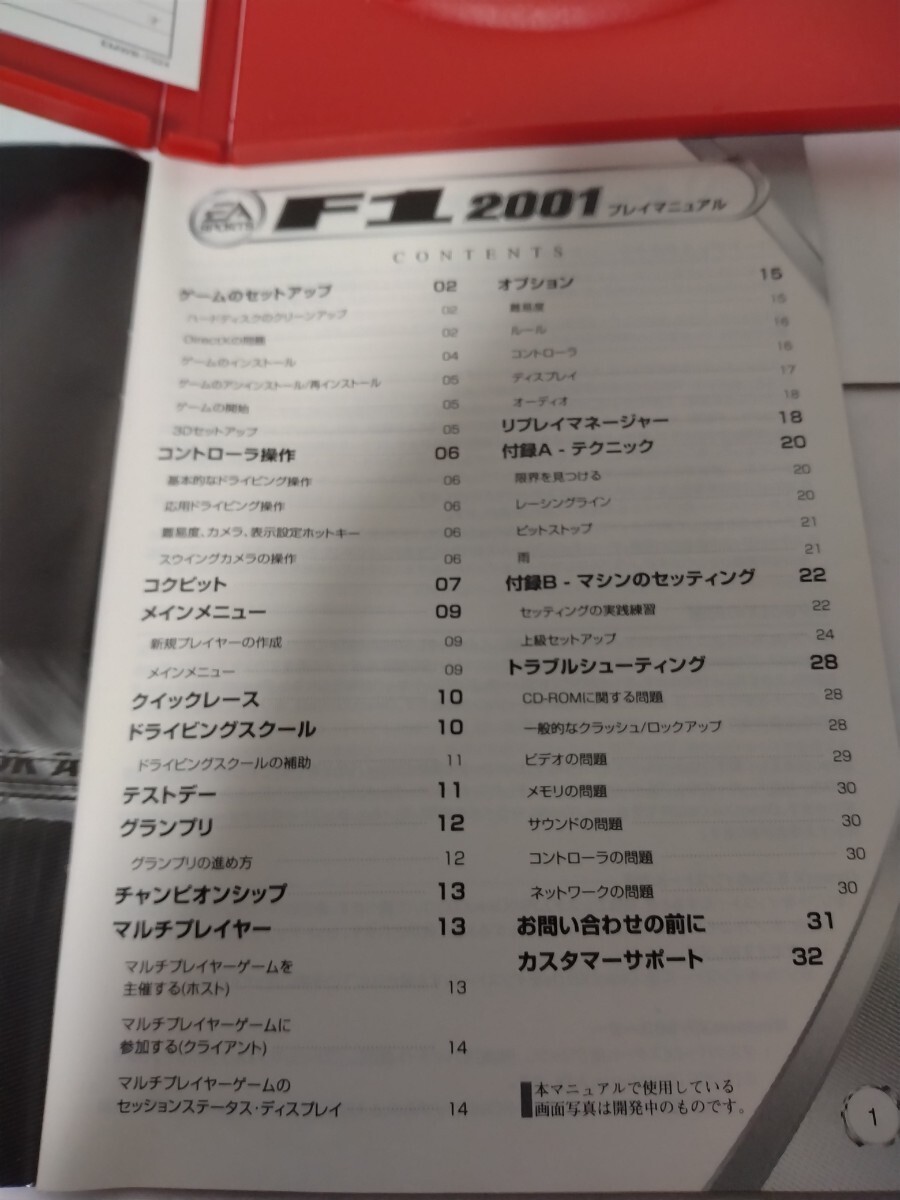 EA SPORTS
F1 2001 プレイマニュアル
CONTENTS
ゲームのセットアップ 02
ハードディスクのクリーンアップ 02
DirectXの問題 02
ゲームのインストール 04
ゲームのアンインストール/再インストール 05
ゲームの開始 05
3Dセットアップ 05
コントローラ操作 06
基本的なドライビング操作 06
応用ドライビング操作 06
難易度、カメラ、表示設定ホットキー 06
スウイングカメラの操作 06
コクピット 07
メインメニュー 09
新規プレイヤーの作成 09
メインメニュー 09
クイックレース 10
ドライビングスクール 10
ドライビングスクールの補助 11
テストデー 11
グランプリ 12
グランプリの進め方 12
チャンピオンシップ 13
マルチプレイヤー 13
マルチプレイヤーゲームを
主催する(ホスト) 13
マルチプレイヤーゲームに
参加する(クライアント) 14
マルチプレイヤーゲームの
セッションステータス・ディスプレイ 14
オプション 15
難易度 15
ルール 16
コントローラ 16
ディスプレイ 17
オーディオ 18
リプレイマネージャー 18
付録A - テクニック 20
限界を見つける 20
レーシングライン 20
ピットストップ 21
雨 21
付録B - マシンのセッティング 22
セッティングの実践練習 22
上級セットアップ 24
トラブルシューティング 28
CD-ROMに関する問題 28
一般的なクラッシュ/ロックアップ 28
ビデオの問題 29
メモリの問題 30
サウンドの問題 30
コントローラの問題 30
ネットワークの問題 30
お問い合わせの前に 31
カスタマーサポート 32
本マニュアルで使用している
画面写真は開発中のものです。
1